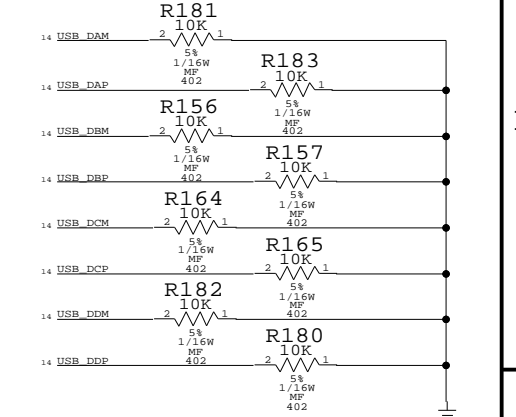 R181
10K
14 USB_DAM 2 1
5%
1/16W
MF
402
R183
10K
14 USB_DAP 2 1
5%
1/16W
MF
402
R156
10K
14 USB_DBM 2 1
5%
1/16W
MF
402
R157
10K
14 USB_DBP 2 1
5%
1/16W
MF
402
R164
10K
14 USB_DCM 2 1
5%
1/16W
MF
402
R165
10K
14 USB_DCP 2 1
5%
1/16W
MF
402
R182
10K
14 USB_DDM 2 1
5%
1/16W
MF
402
R180
10K
14 USB_DDP 2 1
5%
1/16W
MF
402